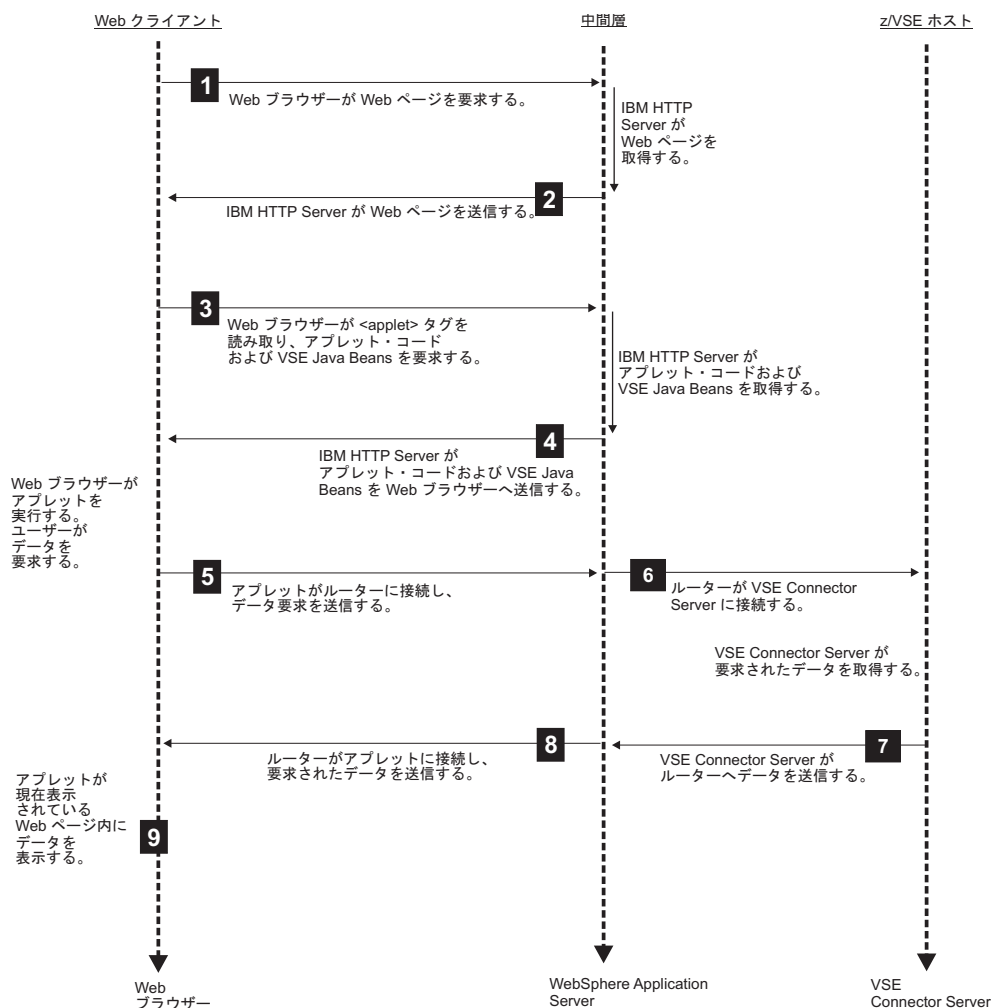 Web クライアント
中間層
z/VSE ホスト
1
Web ブラウザーが Web ページを要求する。
IBM HTTP
Server が
Web ページを
取得する。
2
IBM HTTP Server が Web ページを送信する。
3
Web ブラウザーが <applet> タグを
読み取り、アプレット・コード
および VSE Java Beans を要求する。
IBM HTTP Server が
アプレット・コードおよび
VSE Java Beans を取得する。
4
IBM HTTP Server が
アプレット・コードおよび VSE Java
Beans を Web ブラウザーへ送信する。
Web ブラウザーが
アプレットを
実行する。
ユーザーが
データを
要求する。
5
アプレットがルーターに接続し、
データ要求を送信する。
6
ルーターが VSE Connector
Server に接続する。
VSE Connector Server が
要求されたデータを取得する。
7
VSE Connector Server が
ルーターへデータを送信する。
8
ルーターがアプレットに接続し、
要求されたデータを送信する。
アプレットが
現在表示
されている
Web ページ内に
データを
表示する。
9
Web
ブラウザー
WebSphere Application
Server
VSE
Connector Server